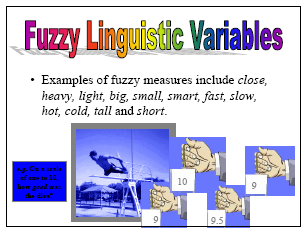 Fuzzy Linguistic Variables
• Examples of fuzzy measures include close,
heavy, light, big, small, smart, fast, slow,
hot, cold, tall and short.
10
9
9
9.5